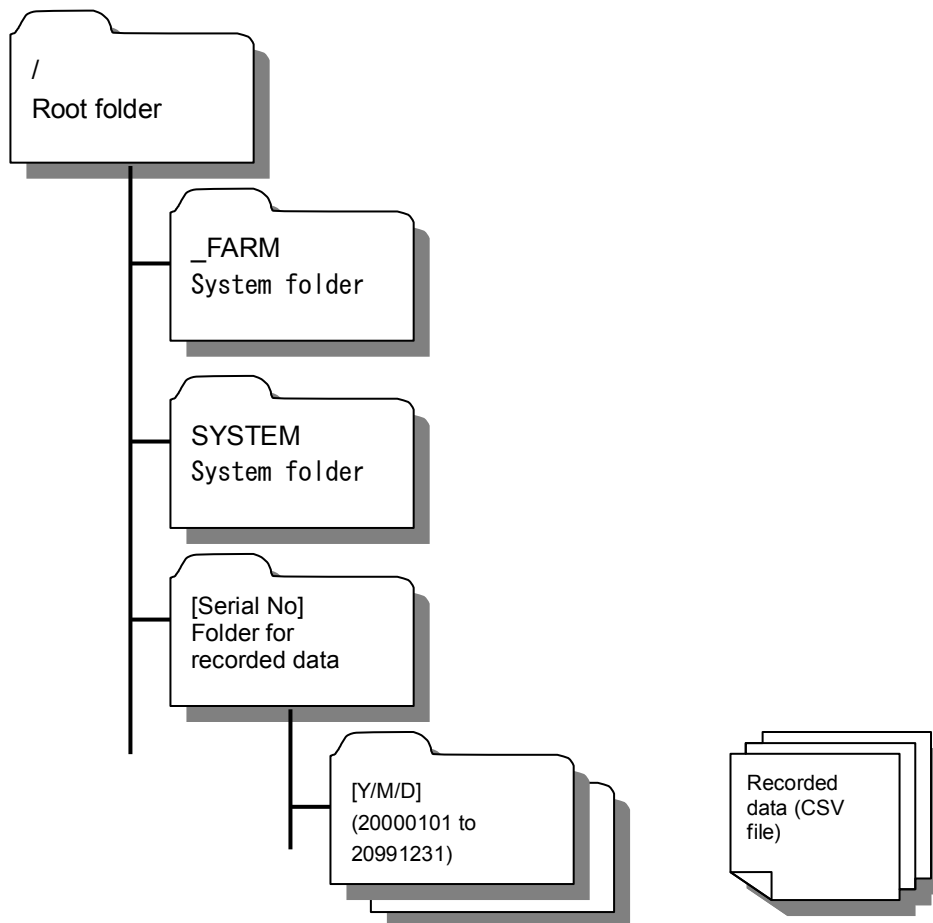 /
Root folder
_FARM
System folder
SYSTEM
System folder
[Serial No]
Folder for
recorded data
[Y/M/D]
(20000101 to
20991231)
Recorded
data (CSV
file)